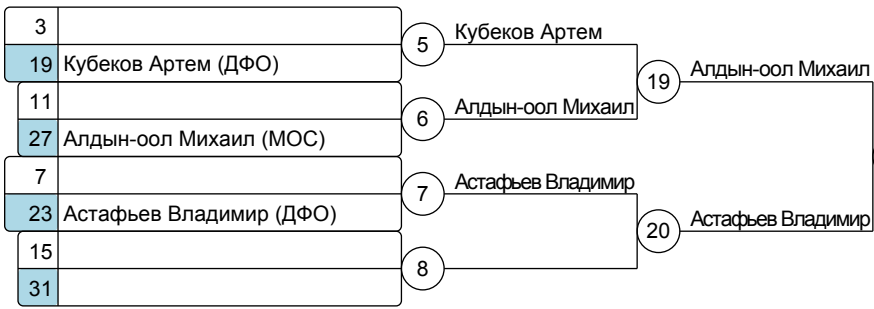 3
5
Кубеков Артем
19 Кубеков Артем (ДФО)
19
Алдын-оол Михаил
11
6
Алдын-оол Михаил
27 Алдын-оол Михаил (МОС)
7
7
Астафьев Владимир
23 Астафьев Владимир (ДФО)
20
Астафьев Владимир
15
8
31